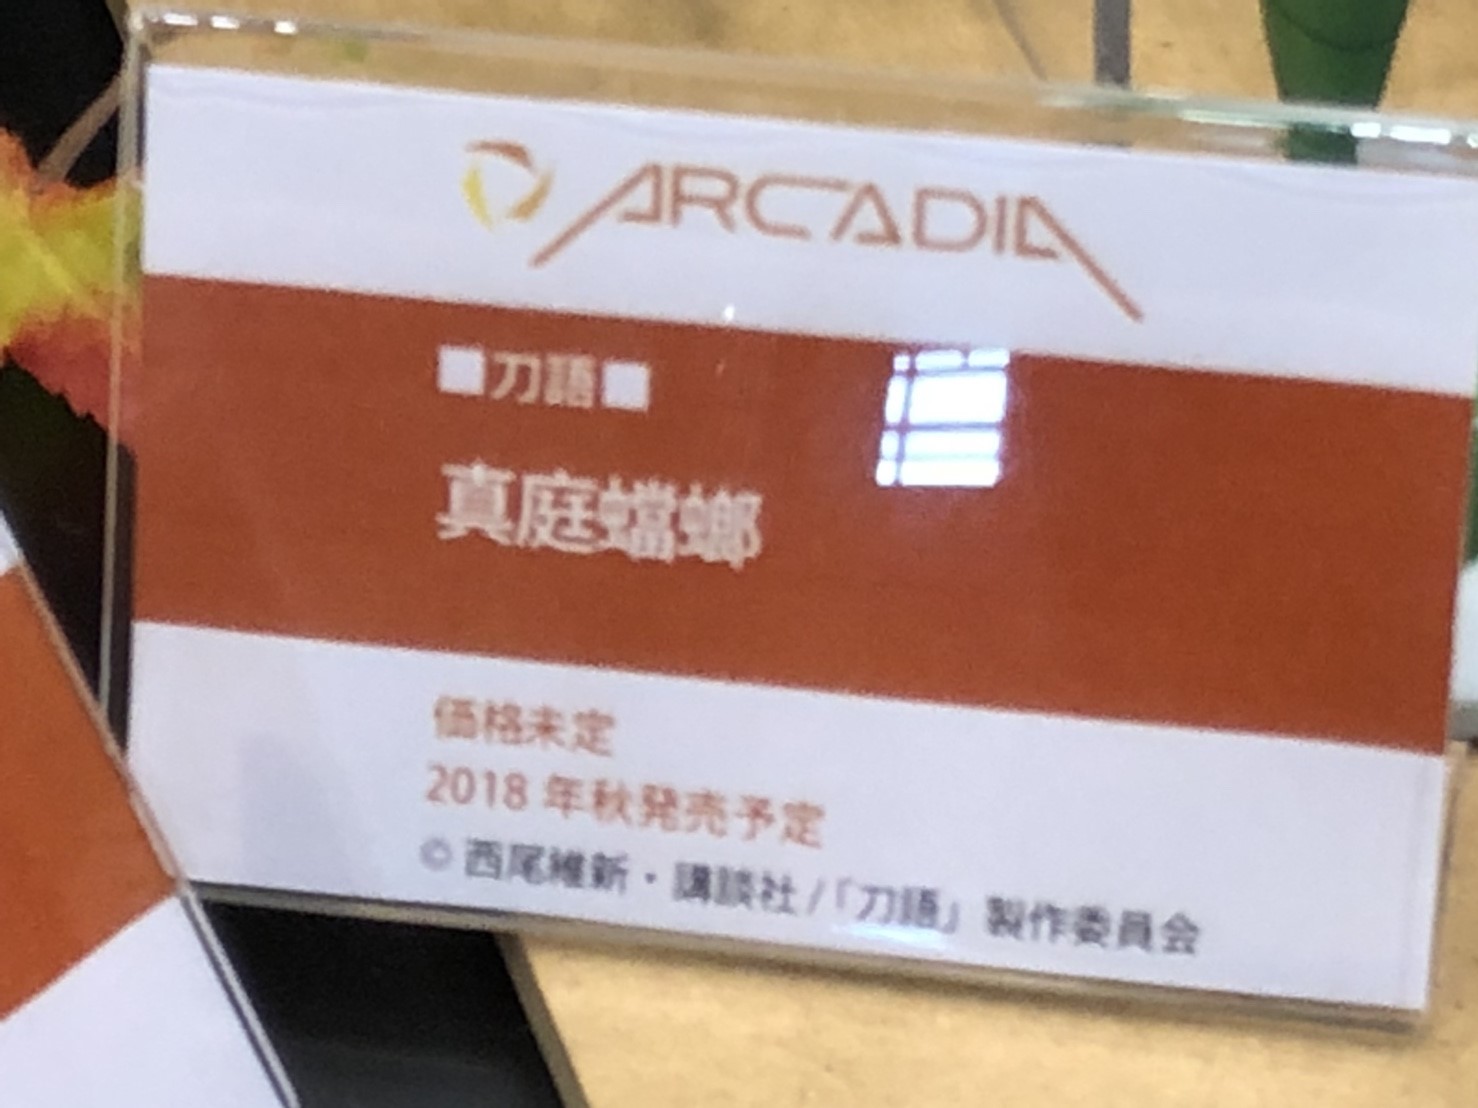 ARCADIA
■刀語■
真庭蟷螂
価格未定
2018 年秋発売予定
© 西尾維新・講談社 /「刀語」製作委員会